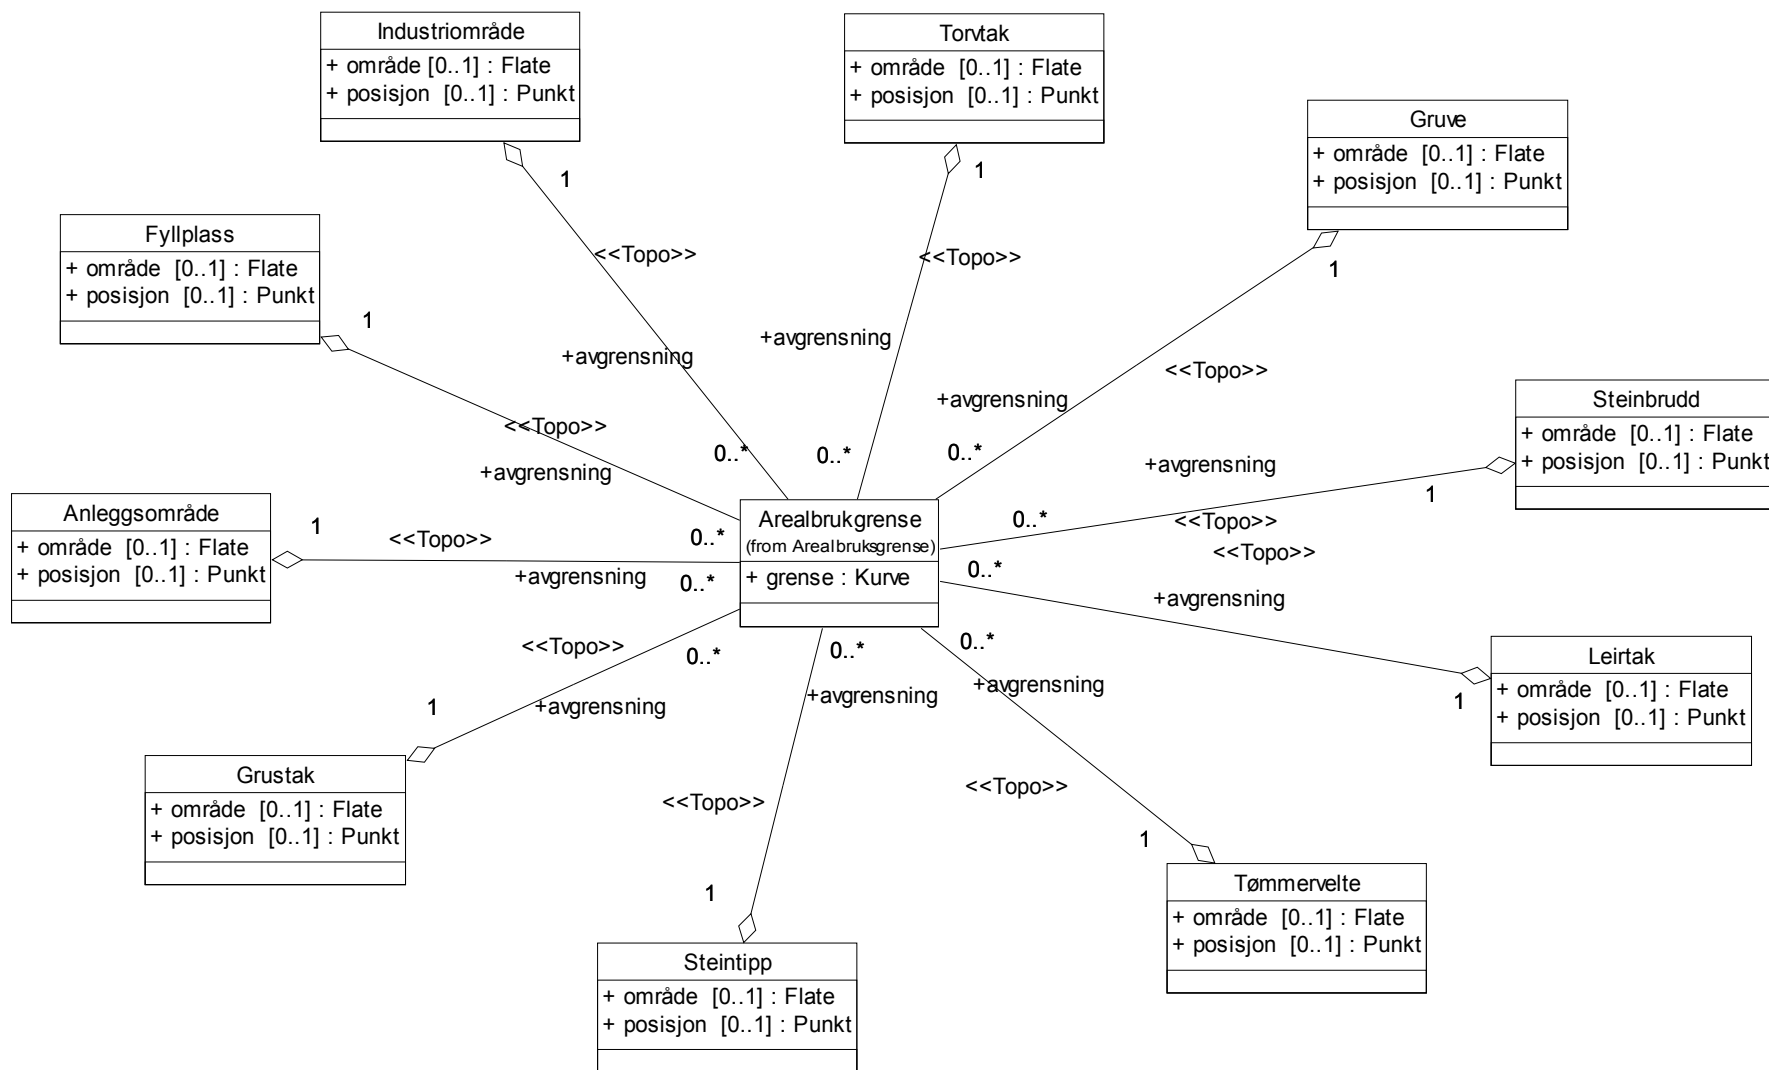 Industriområde
+ område [0..1] : Flate
+ posisjon [0..1] : Punkt
1
<<Topo>>
+avgrensning
0..*
Torvtak
+ område [0..1] : Flate
+ posisjon [0..1] : Punkt
1
<<Topo>>
+avgrensning
0..*
Gruve
+ område [0..1] : Flate
+ posisjon [0..1] : Punkt
1
<<Topo>>
+avgrensning
0..*
Fyllplass
+ område [0..1] : Flate
+ posisjon [0..1] : Punkt
1
<<Topo>>
+avgrensning
0..*
Steinbrudd
+ område [0..1] : Flate
+ posisjon [0..1] : Punkt
+avgrensning
1
0..*
<<Topo>>
Anleggsområde
+ område [0..1] : Flate
+ posisjon [0..1] : Punkt
1
<<Topo>>
+avgrensning
0..*
Arealbrukgrense
(from Arealbruksgrense)
+ grense : Kurve
<<Topo>>
0..*
+avgrensning
1
Leirtak
+ område [0..1] : Flate
+ posisjon [0..1] : Punkt
<<Topo>>
0..*
+avgrensning
1
Grustak
+ område [0..1] : Flate
+ posisjon [0..1] : Punkt
0..*
+avgrensning
<<Topo>>
1
Steintipp
+ område [0..1] : Flate
+ posisjon [0..1] : Punkt
0..*
+avgrensning
<<Topo>>
1
Tømmervelte
+ område [0..1] : Flate
+ posisjon [0..1] : Punkt